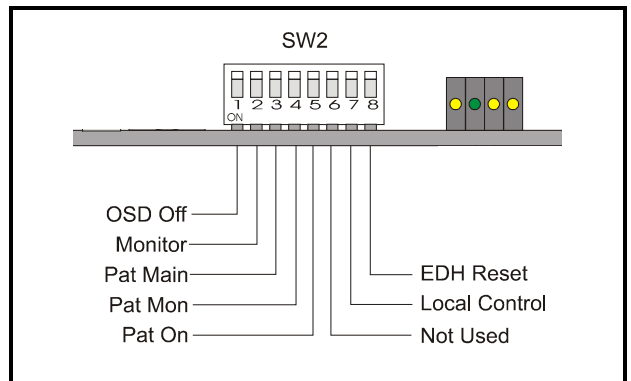 SW2
1 2 3 4 5 6 7 8
ON
OSD Off
Monitor
Pat Main
Pat Mon
Pat On
EDH Reset
Local Control
Not Used